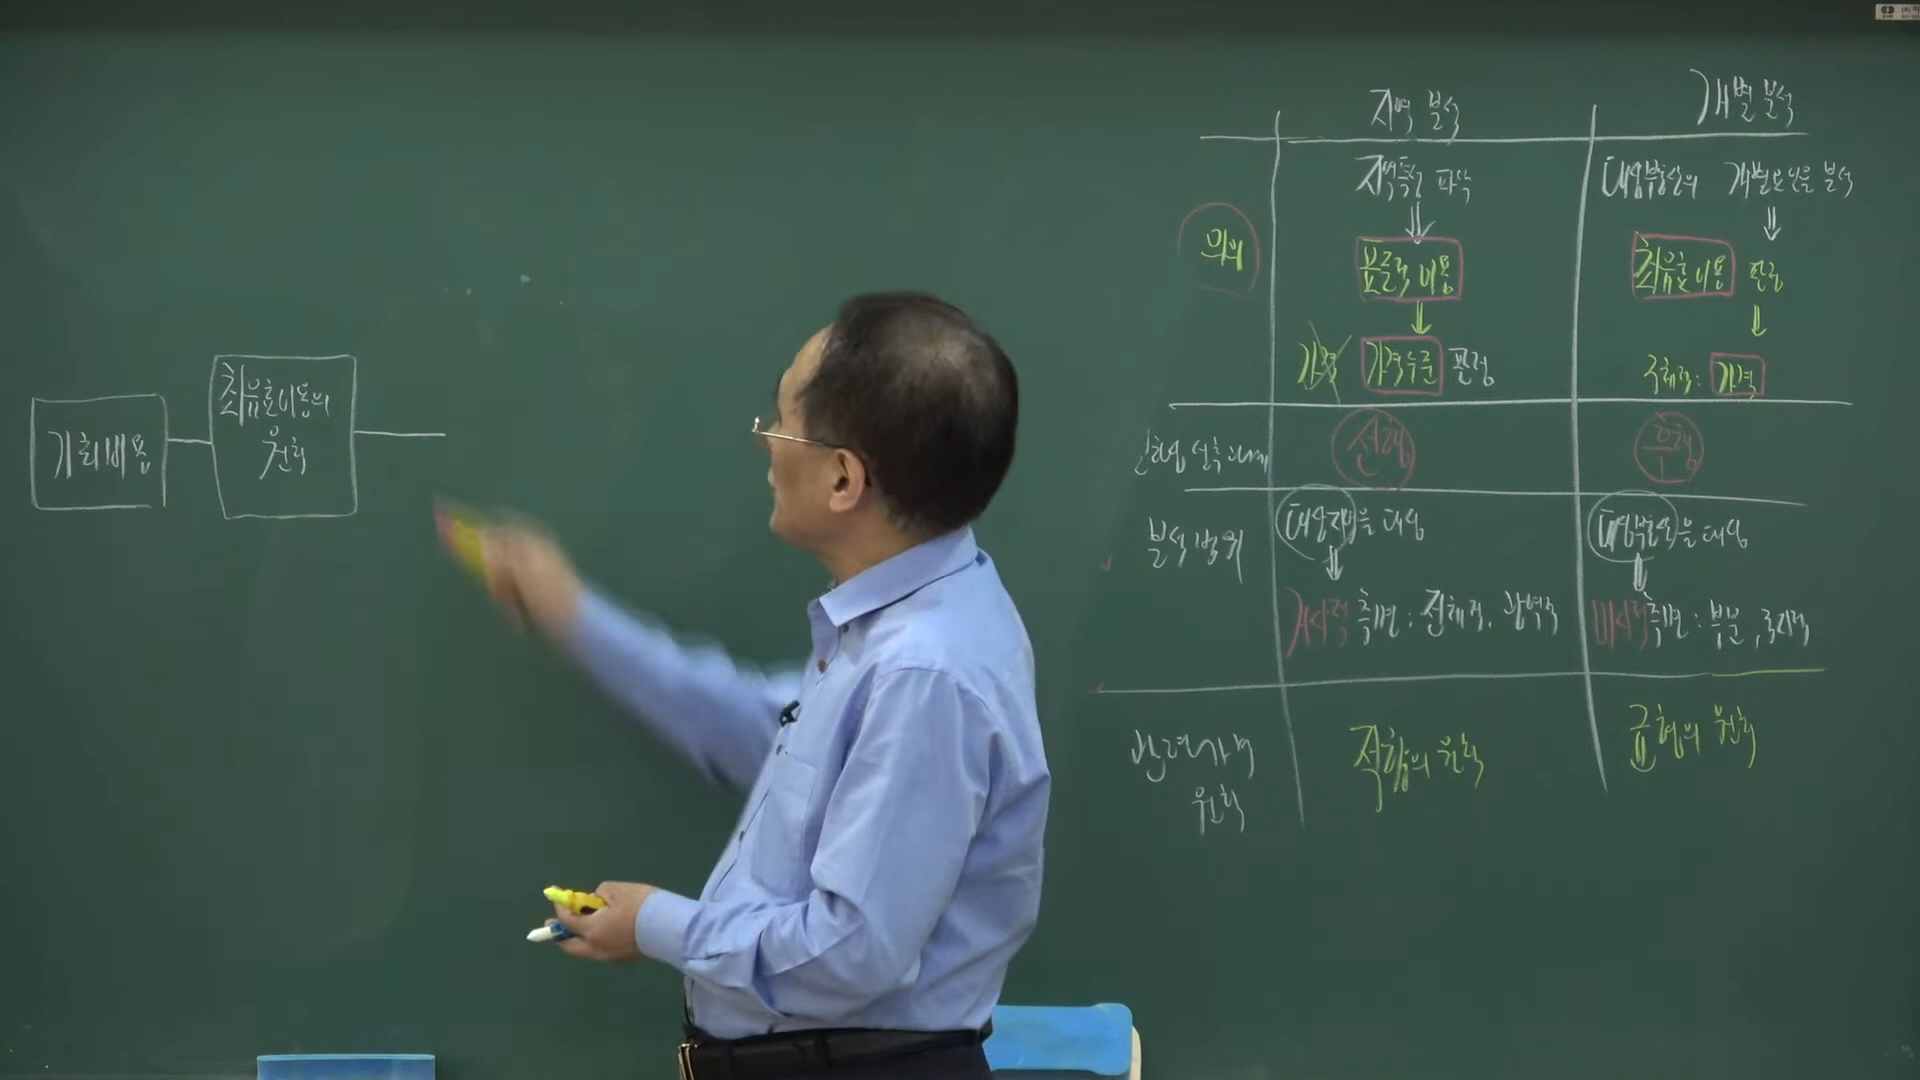 기회비용
최유효이용의
원칙
지역 분석
개별 분석
의의
지역특성 파악
대상부동산의 개별요인을 분석
표준적 이용
최유효이용 판정
가격 가격수준 판정
구체적: 가격
선행
후행
분석 범위
대상지역을 대상
대상부동산을 대상
거시적 측면 : 전체적, 광역적
미시적 측면 : 부분, 국지적
관련가격
원칙
적합의 원칙
균형의 원칙